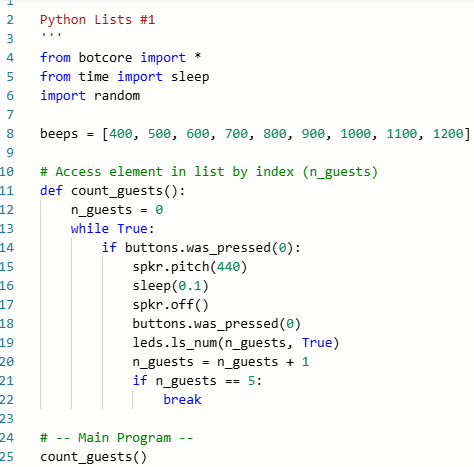 1
2 Python Lists #1
3 '''
4 from botcore import *
5 from time import sleep
6 import random
7
8 beeps = [400, 500, 600, 700, 800, 900, 1000, 1100, 1200]
9
10 # Access element in list by index (n_guests)
11 def count_guests():
12     n_guests = 0
13     while True:
14         if buttons.was_pressed(0):
15             spkr.pitch(440)
16             sleep(0.1)
17             spkr.off()
18             buttons.was_pressed(0)
19             leds.ls_num(n_guests, True)
20             n_guests = n_guests + 1
21             if n_guests == 5:
22                 break
23
24 # -- Main Program --
25 count_guests()